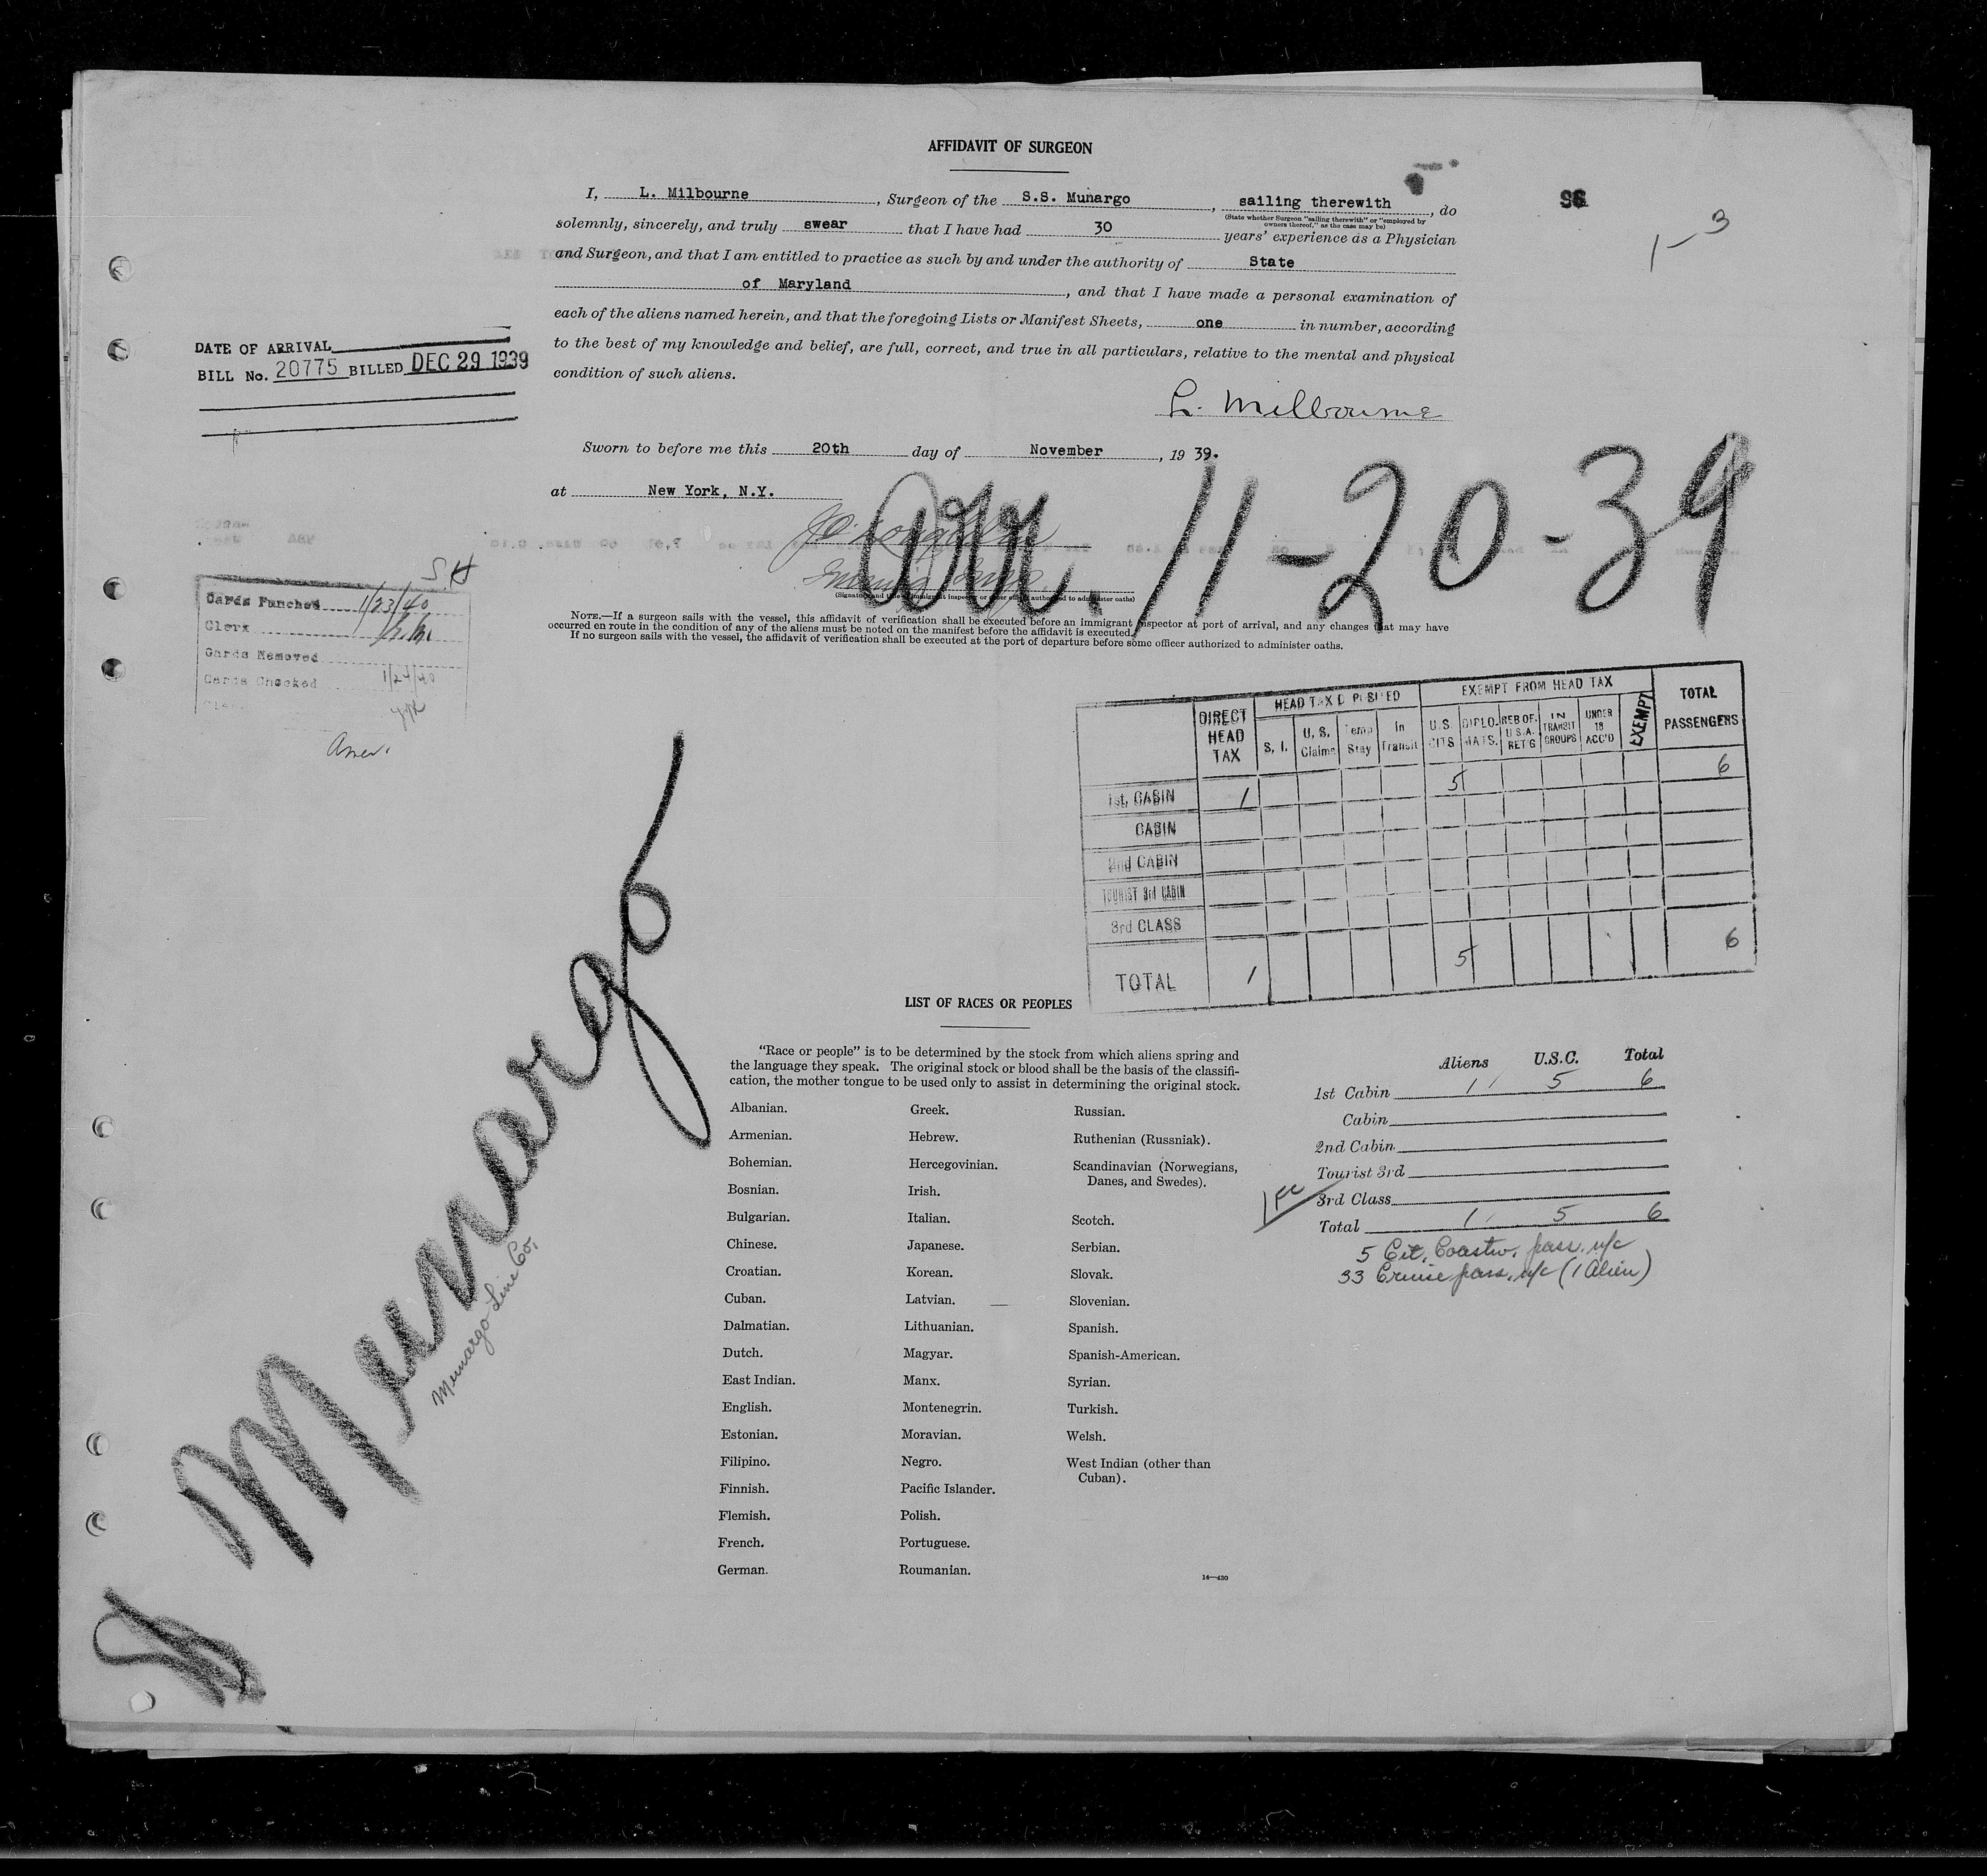 AFFIDAVIT OF SURGEON
I, L. Milbourne, Surgeon of the S.S. Munargo, sailing therewith, do
(State whether Surgeon "sailing therewith" or "employed by
owners thereof," as the case may be)
solemnly, sincerely, and truly swear that I have had 30 years' experience as a Physician
and Surgeon, and that I am entitled to practice as such by and under the authority of State
of Maryland, and that I have made a personal examination of
each of the aliens named herein, and that the foregoing Lists or Manifest Sheets, one in number, according
to the best of my knowledge and belief, are full, correct, and true in all particulars, relative to the mental and physical
condition of such aliens.
96
1-3
DATE OF ARRIVAL
BILL No. 20775 BILLED DEC 29 1939
L. Milbourne
Sworn to before me this 20th day of November, 19 39.
at New York, N.Y.
Arr. 11-20-39
NOTE.—If a surgeon sails with the vessel, this affidavit of verification shall be executed before an immigrant inspector at port of arrival, and any changes that may have
occurred en route in the condition of any of the aliens must be noted on the manifest before the affidavit is executed.
If no surgeon sails with the vessel, the affidavit of verification shall be executed at the port of departure before some officer authorized to administer oaths.
S.H
Cards Punched 1/23/40
Clerk
Cards Removed
Cards Checked 1/24/40
Amer.
DIRECT HEAD TAX
HEAD TAX DEPOSITED
EXEMPT FROM HEAD TAX
TOTAL PASSENGERS
S. I.
U. S. Claims
Temp Stay
In Transit
U.S. CITS
DIPLO. MATS.
REB OF. U.S.A. RET'G
IN TRANSIT GROUPS
UNDER 16 ACC'D
EXEMPT
1st. CABIN 1 5 6
CABIN
2nd CABIN
TOURIST 3rd CABIN
3rd CLASS
TOTAL 1 5 6
Munargo
Munargo Line Co.
LIST OF RACES OR PEOPLES
"Race or people" is to be determined by the stock from which aliens spring and
the language they speak. The original stock or blood shall be the basis of the classifi-
cation, the mother tongue to be used only to assist in determining the original stock.
Albanian.
Armenian.
Bohemian.
Bosnian.
Bulgarian.
Chinese.
Croatian.
Cuban.
Dalmatian.
Dutch.
East Indian.
English.
Estonian.
Filipino.
Finnish.
Flemish.
French.
German.
Greek.
Hebrew.
Hercegovinian.
Irish.
Italian.
Japanese.
Korean.
Latvian.
Lithuanian.
Magyar.
Manx.
Montenegrin.
Moravian.
Negro.
Pacific Islander.
Polish.
Portuguese.
Roumanian.
Russian.
Ruthenian (Russniak).
Scandinavian (Norwegians,
Danes, and Swedes).
Scotch.
Serbian.
Slovak.
Slovenian.
Spanish.
Spanish-American.
Syrian.
Turkish.
Welsh.
West Indian (other than
Cuban).
14—430
Aliens U.S.C. Total
1st Cabin 1 5 6
Cabin
2nd Cabin
Tourist 3rd
3rd Class
Total 1 5 6
5 Cit. Coastw. pass. u/c
33 Cruise pass. u/c (1 Alien)